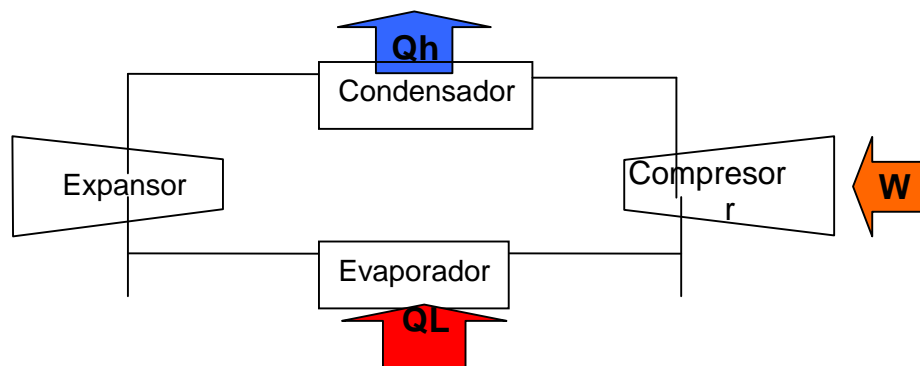 Qh
Condensador
Expansor
Compresor
r
W
Evaporador
QL